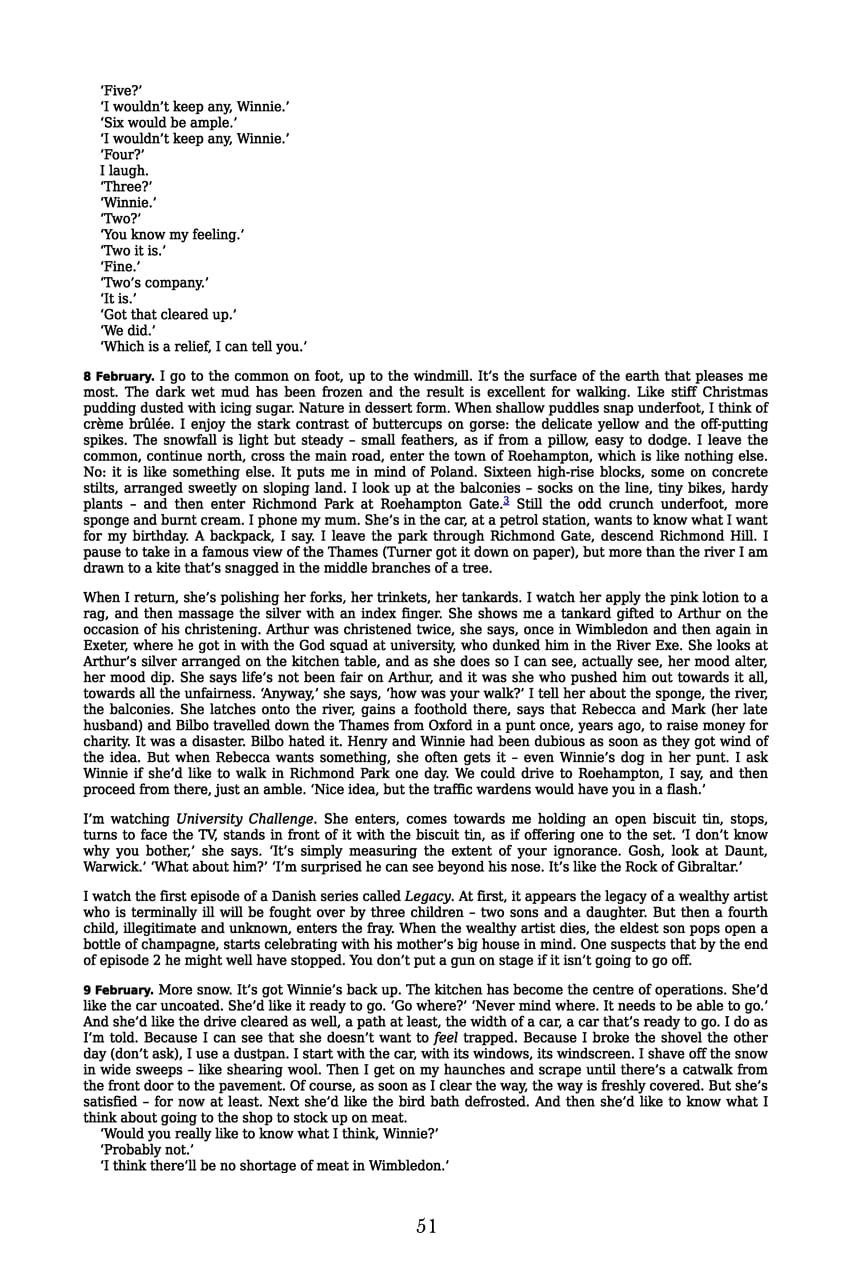 ‘Five?’
‘I wouldn’t keep any, Winnie.’
‘Six would be ample.’
‘I wouldn’t keep any, Winnie.’
‘Four?’
I laugh.
‘Three?’
‘Winnie.’
‘Two?’
‘You know my feeling.’
‘Two it is.’
‘Fine.’
‘Two’s company.’
‘It is.’
‘Got that cleared up.’
‘We did.’
‘Which is a relief, I can tell you.’
8 February. I go to the common on foot, up to the windmill. It’s the surface of the earth that pleases me
most. The dark wet mud has been frozen and the result is excellent for walking. Like stiff Christmas
pudding dusted with icing sugar. Nature in dessert form. When shallow puddles snap underfoot, I think of
crème brûlée. I enjoy the stark contrast of buttercups on gorse: the delicate yellow and the off-putting
spikes. The snowfall is light but steady – small feathers, as if from a pillow, easy to dodge. I leave the
common, continue north, cross the main road, enter the town of Roehampton, which is like nothing else.
No: it is like something else. It puts me in mind of Poland. Sixteen high-rise blocks, some on concrete
stilts, arranged sweetly on sloping land. I look up at the balconies – socks on the line, tiny bikes, hardy
plants – and then enter Richmond Park at Roehampton Gate.3 Still the odd crunch underfoot, more
sponge and burnt cream. I phone my mum. She’s in the car, at a petrol station, wants to know what I want
for my birthday. A backpack, I say. I leave the park through Richmond Gate, descend Richmond Hill. I
pause to take in a famous view of the Thames (Turner got it down on paper), but more than the river I am
drawn to a kite that’s snagged in the middle branches of a tree.
When I return, she’s polishing her forks, her trinkets, her tankards. I watch her apply the pink lotion to a
rag, and then massage the silver with an index finger. She shows me a tankard gifted to Arthur on the
occasion of his christening. Arthur was christened twice, she says, once in Wimbledon and then again in
Exeter, where he got in with the God squad at university, who dunked him in the River Exe. She looks at
Arthur’s silver arranged on the kitchen table, and as she does so I can see, actually see, her mood alter,
her mood dip. She says life’s not been fair on Arthur, and it was she who pushed him out towards it all,
towards all the unfairness. ‘Anyway,’ she says, ‘how was your walk?’ I tell her about the sponge, the river,
the balconies. She latches onto the river, gains a foothold there, says that Rebecca and Mark (her late
husband) and Bilbo travelled down the Thames from Oxford in a punt once, years ago, to raise money for
charity. It was a disaster. Bilbo hated it. Henry and Winnie had been dubious as soon as they got wind of
the idea. But when Rebecca wants something, she often gets it – even Winnie’s dog in her punt. I ask
Winnie if she’d like to walk in Richmond Park one day. We could drive to Roehampton, I say, and then
proceed from there, just an amble. ‘Nice idea, but the traffic wardens would have you in a flash.’
I’m watching University Challenge. She enters, comes towards me holding an open biscuit tin, stops,
turns to face the TV, stands in front of it with the biscuit tin, as if offering one to the set. ‘I don’t know
why you bother,’ she says. ‘It’s simply measuring the extent of your ignorance. Gosh, look at Daunt,
Warwick.’ ‘What about him?’ ‘I’m surprised he can see beyond his nose. It’s like the Rock of Gibraltar.’
I watch the first episode of a Danish series called Legacy. At first, it appears the legacy of a wealthy artist
who is terminally ill will be fought over by three children – two sons and a daughter. But then a fourth
child, illegitimate and unknown, enters the fray. When the wealthy artist dies, the eldest son pops open a
bottle of champagne, starts celebrating with his mother’s big house in mind. One suspects that by the end
of episode 2 he might well have stopped. You don’t put a gun on stage if it isn’t going to go off.
9 February. More snow. It’s got Winnie’s back up. The kitchen has become the centre of operations. She’d
like the car uncoated. She’d like it ready to go. ‘Go where?’ ‘Never mind where. It needs to be able to go.’
And she’d like the drive cleared as well, a path at least, the width of a car, a car that’s ready to go. I do as
I’m told. Because I can see that she doesn’t want to feel trapped. Because I broke the shovel the other
day (don’t ask), I use a dustpan. I start with the car, with its windows, its windscreen. I shave off the snow
in wide sweeps – like shearing wool. Then I get on my haunches and scrape until there’s a catwalk from
the front door to the pavement. Of course, as soon as I clear the way, the way is freshly covered. But she’s
satisfied – for now at least. Next she’d like the bird bath defrosted. And then she’d like to know what I
think about going to the shop to stock up on meat.
‘Would you really like to know what I think, Winnie?’
‘Probably not.’
‘I think there’ll be no shortage of meat in Wimbledon.’
51